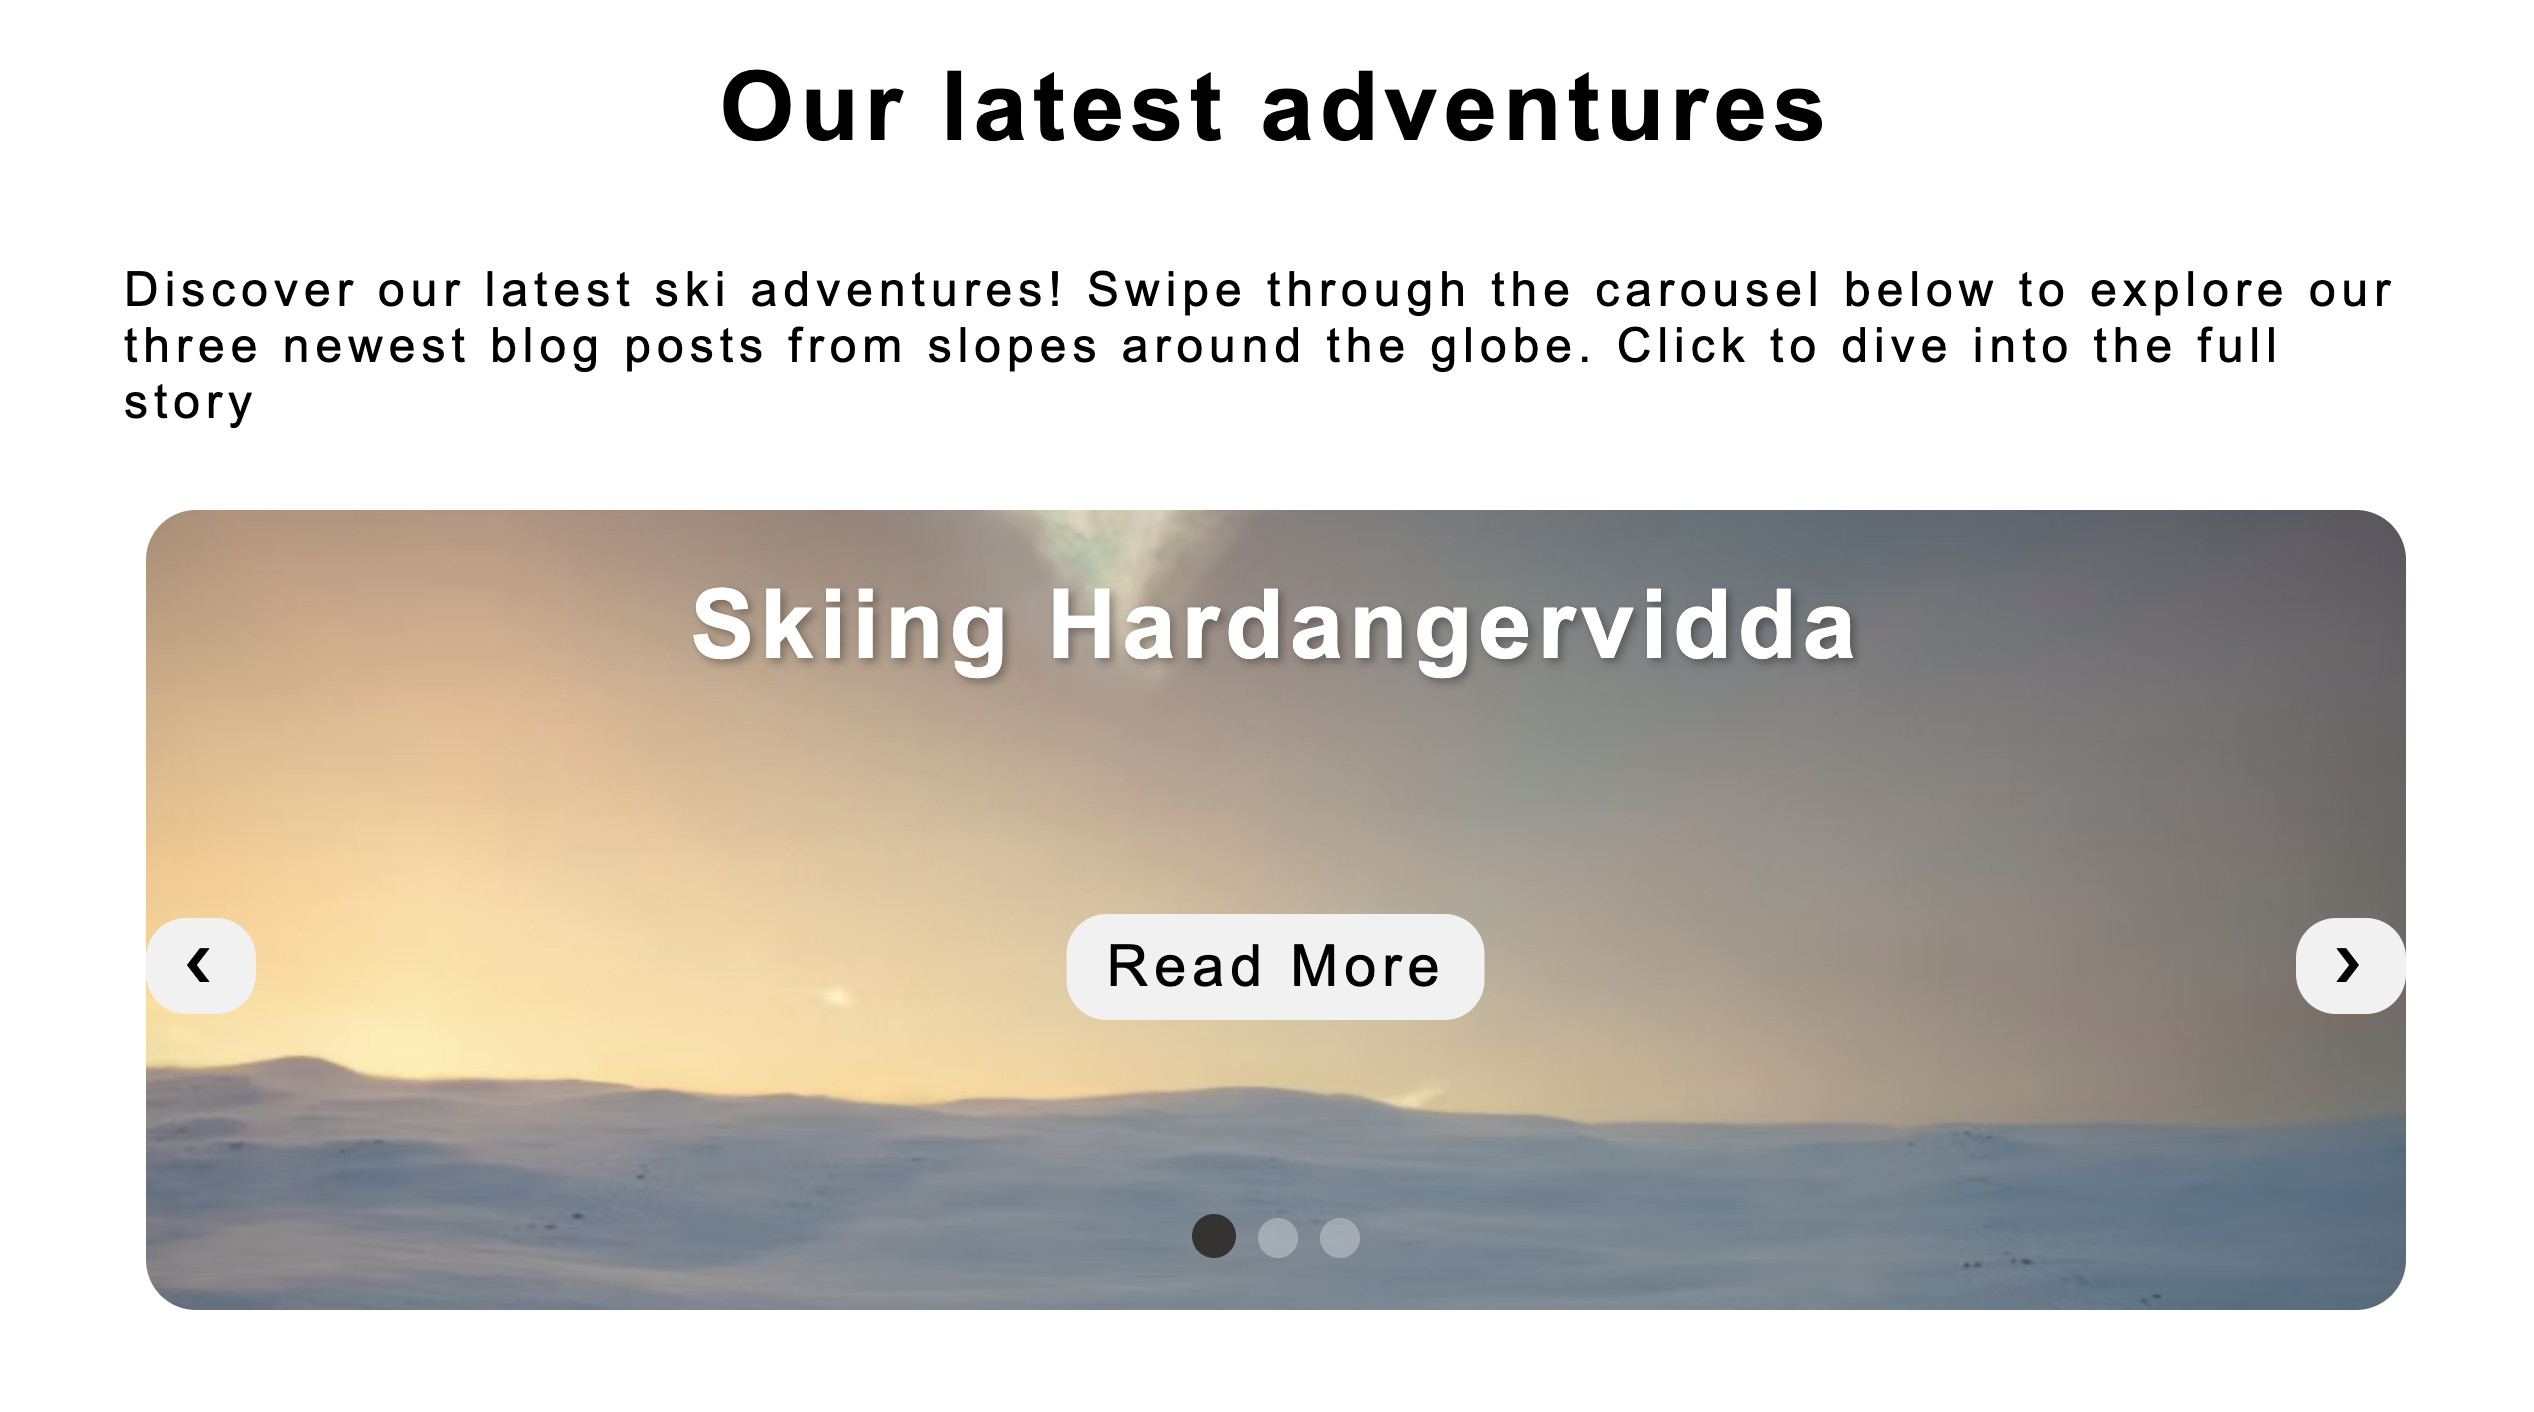 Our latest adventures
Discover our latest ski adventures! Swipe through the carousel below to explore our
three newest blog posts from slopes around the globe. Click to dive into the full
story
Skiing Hardangervidda
‹
Read More
›